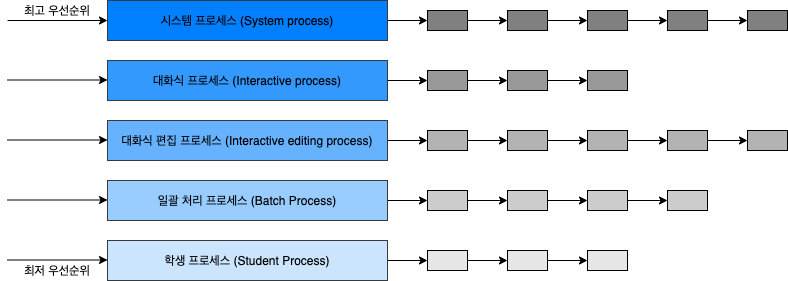 최고 우선순위
시스템 프로세스 (System process)
대화식 프로세스 (Interactive process)
대화식 편집 프로세스 (Interactive editing process)
일괄 처리 프로세스 (Batch Process)
학생 프로세스 (Student Process)
최저 우선순위